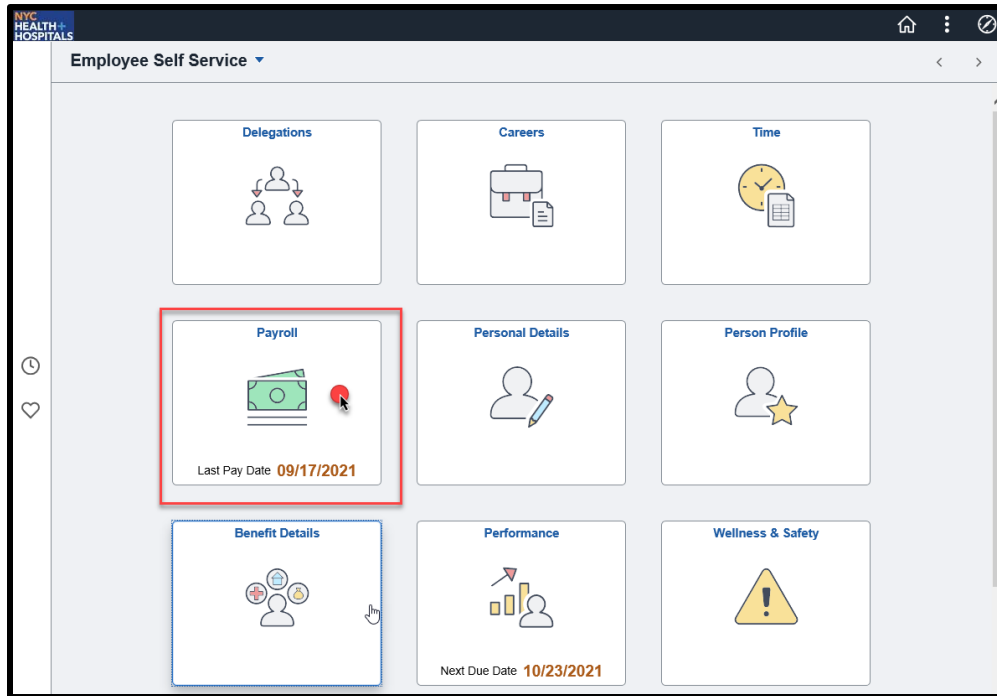 NYC
HEALTH+
HOSPITALS
Employee Self Service
Delegations
Careers
Time
Payroll
Last Pay Date 09/17/2021
Personal Details
Person Profile
Benefit Details
Performance
Next Due Date 10/23/2021
Wellness & Safety